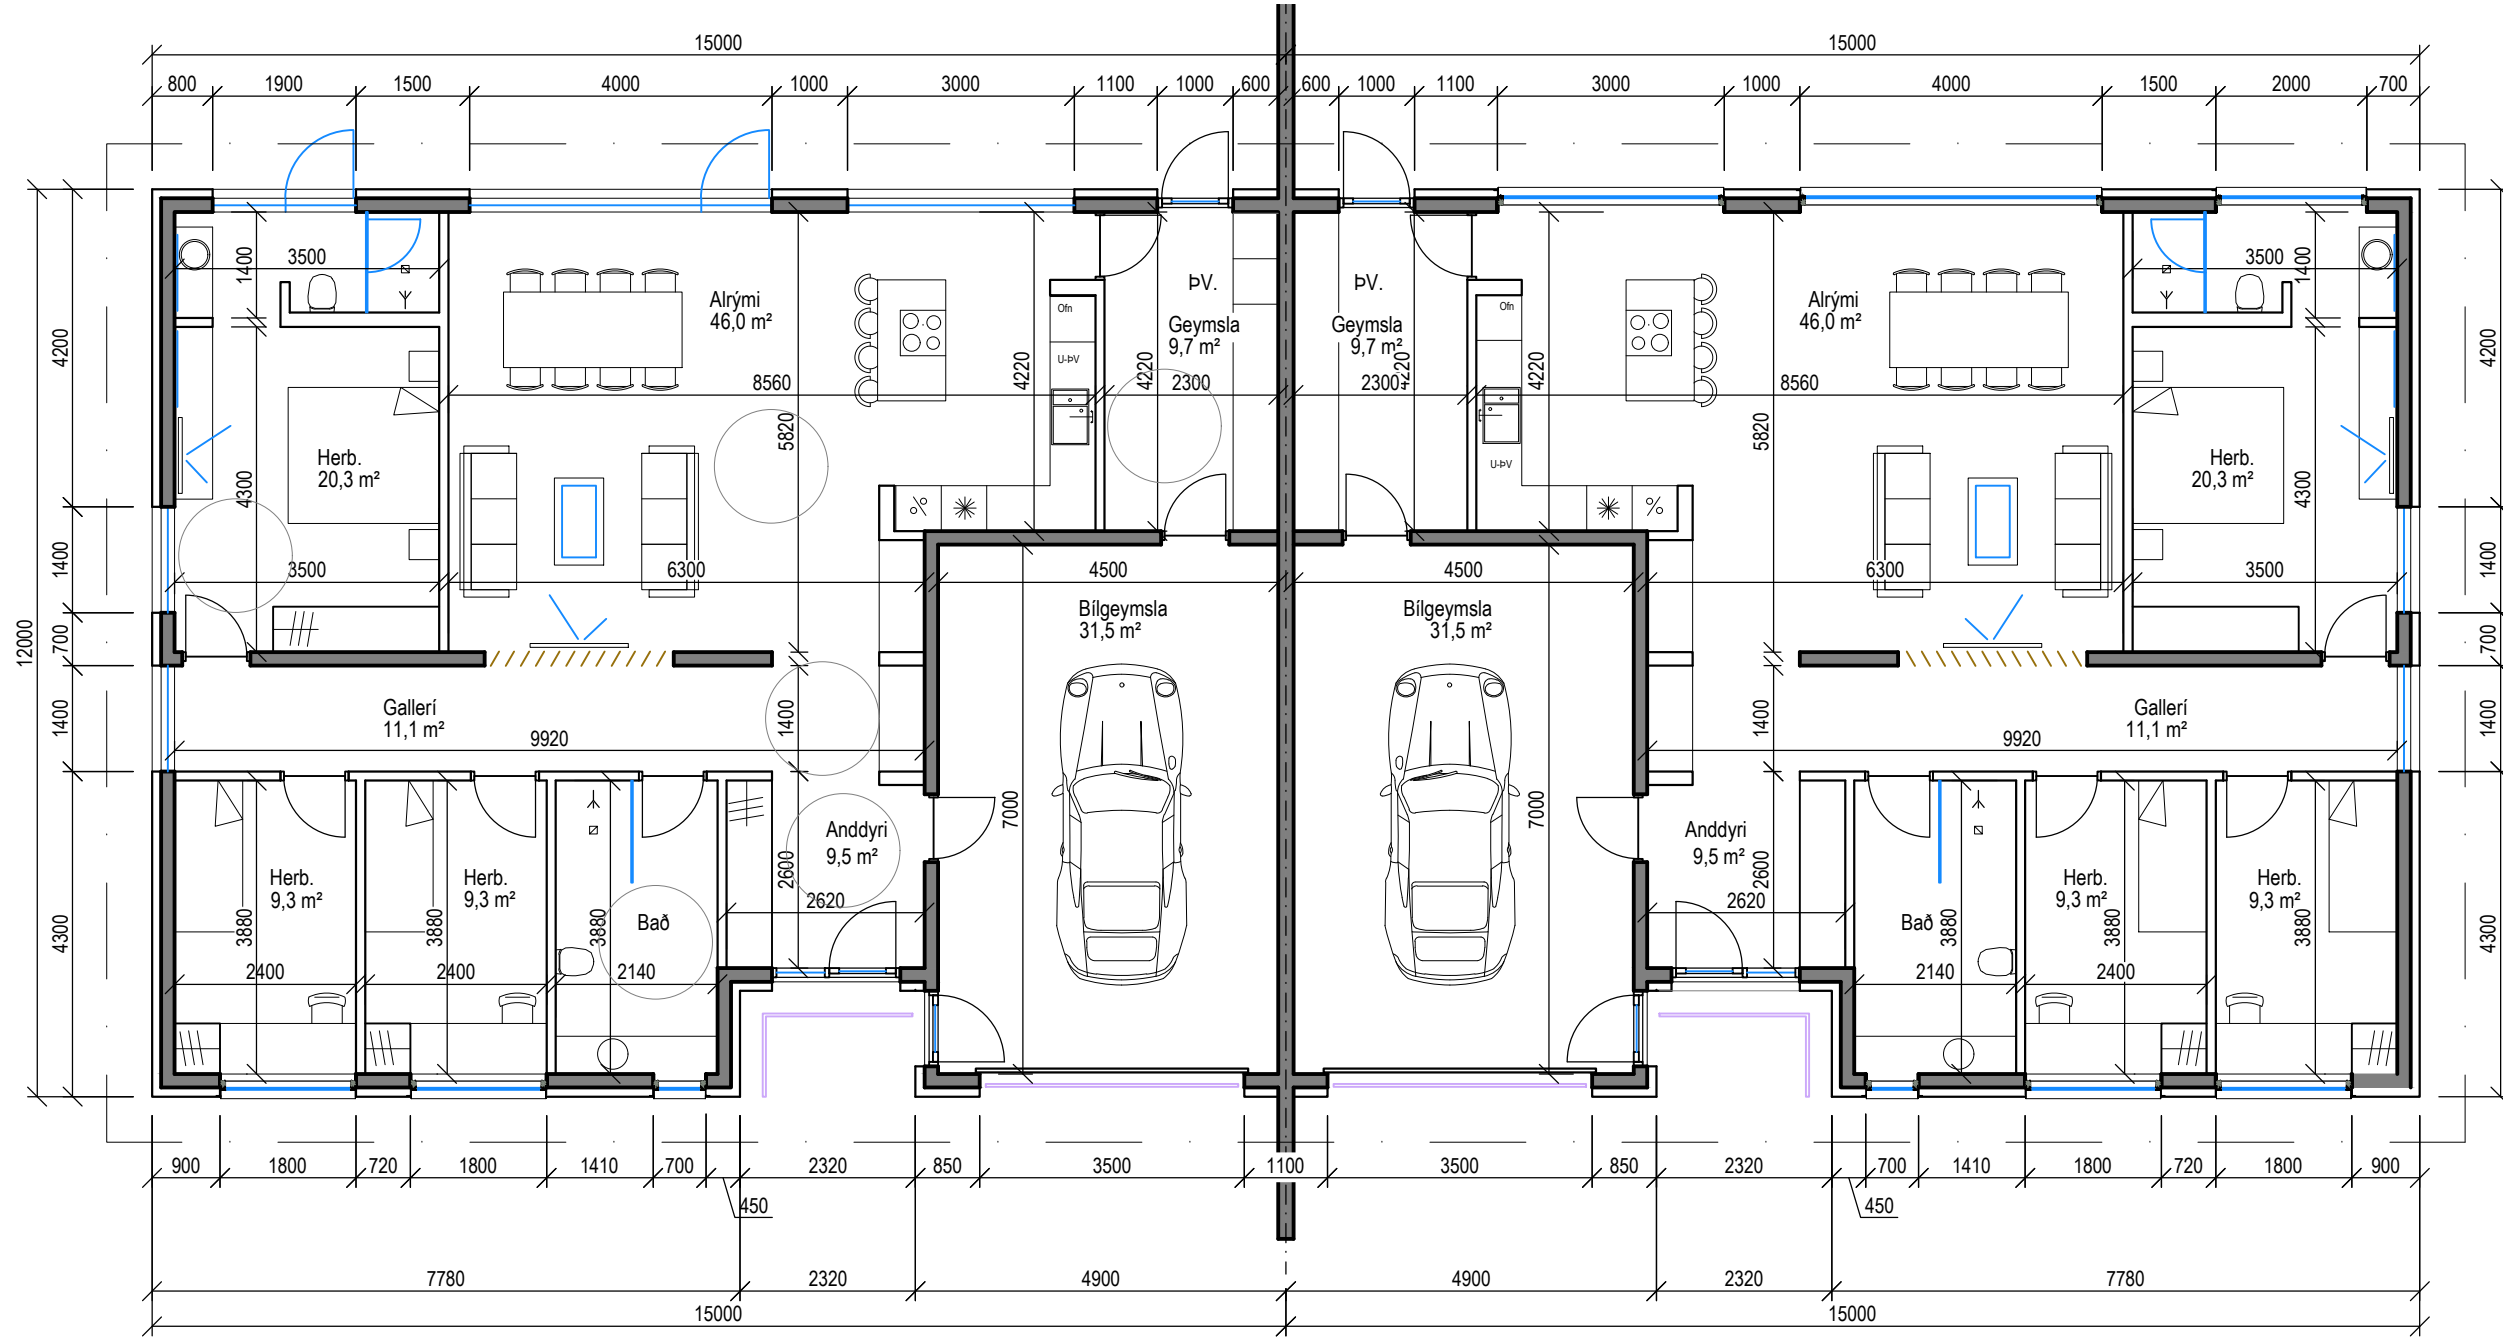 15000 15000
800 1900 1500 4000 1000 3000 1100 1000 600 600 1000 1100 3000 1000 4000 1500 2000 700
3500 1400 Alrými 46,0 m² Ofn U-ÞV ÞV. Geymsla 9,7 m²
ÞV. Geymsla 9,7 m² Ofn U-ÞV Alrými 46,0 m² 3500 1400
12000 4200 1400 700 1400 4300
4200 1400 700 1400 4300
8560 4220 4220 2300 2300 4220 4220 8560
5820 5820
Herb. 20,3 m² 4300
Herb. 20,3 m² 4300
3500 6300 4500 4500 6300 3500
Bílgeymsla 31,5 m²
Bílgeymsla 31,5 m²
Gallerí 11,1 m²
Gallerí 11,1 m²
9920 1400 1400 9920
7000 7000
Anddyri 9,5 m²
Anddyri 9,5 m²
2600 2620 2620 2600
Herb. 9,3 m²
Herb. 9,3 m²
Bað
Bað
Herb. 9,3 m²
Herb. 9,3 m²
3880 3880 3880 3880 3880 3880
2400 2400 2140 2140 2400 2400
900 1800 720 1800 1410 700 2320 850 3500 1100 3500 850 2320 700 1410 1800 720 1800 900
450 450
7780 2320 4900 4900 2320 7780
15000 15000